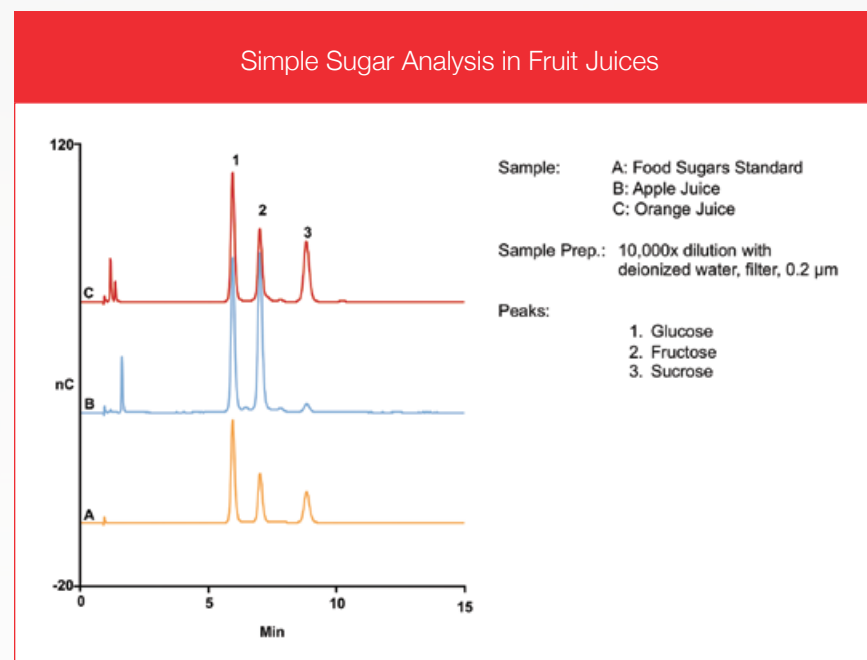 Simple Sugar Analysis in Fruit Juices
120
1
2
3
C
nC
B
A
-20
0
5
10
15
Min
Sample: A: Food Sugars Standard
B: Apple Juice
C: Orange Juice
Sample Prep.: 10,000x dilution with
deionized water, filter, 0.2 µm
Peaks:
1. Glucose
2. Fructose
3. Sucrose